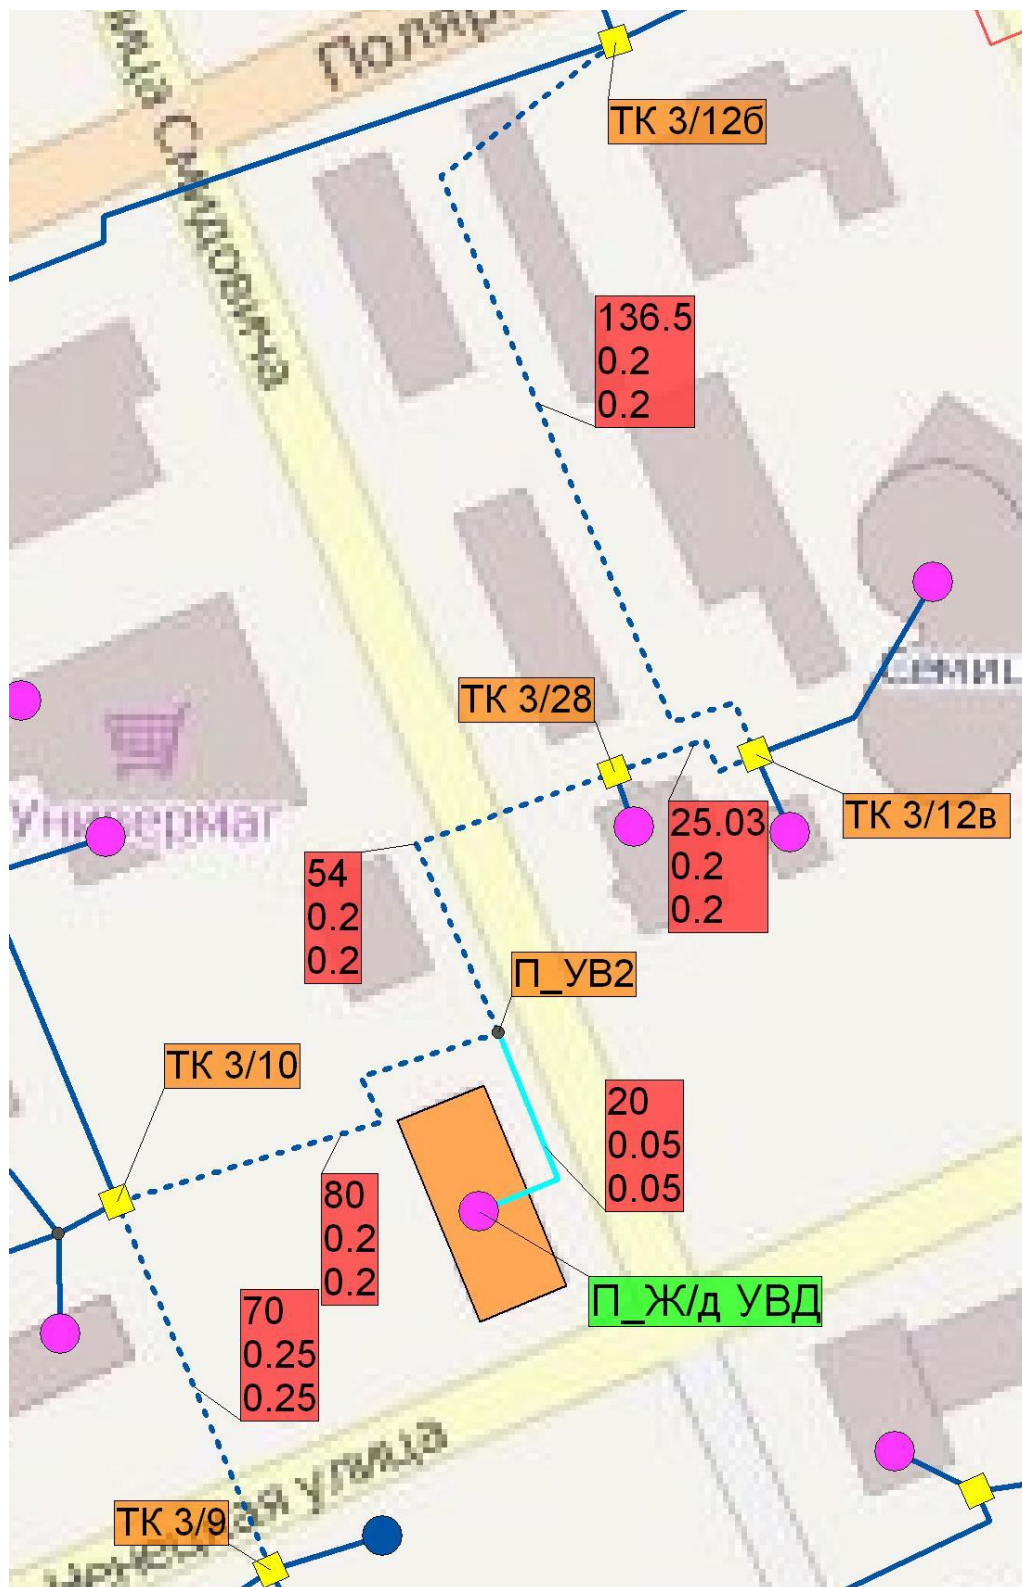 Поляр
ТК 3/12б
ица Смидовича
136.5
0.2
0.2
ТК 3/28
Универмаг
54
0.2
0.2
25.03
0.2
0.2
ТК 3/12в
П_УВ2
ТК 3/10
20
0.05
0.05
80
0.2
0.2
П_Ж/д УВД
70
0.25
0.25
ТК 3/9
улица